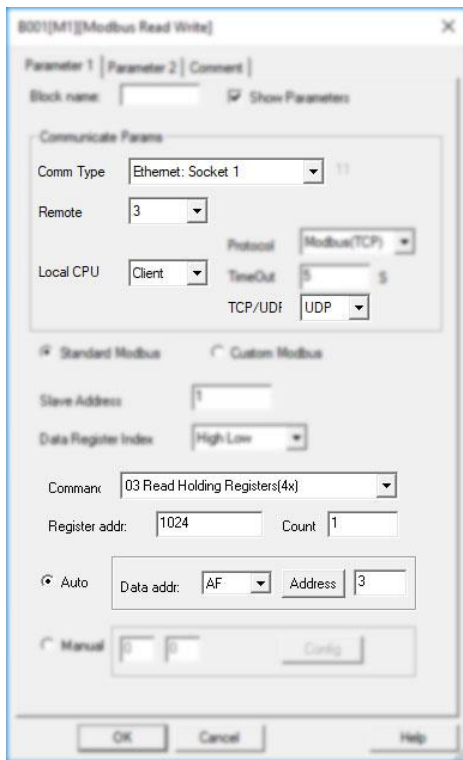 B001[M1][Modbus Read Write]
Parameter 1 Parameter 2 Comment
Block name: Show Parameters
Communicate Params
Comm Type Ethernet: Socket 1 11
Remote 3
Protocol Modbus(TCP)
Local CPU Client TimeOut 5 S
TCP/UDF UDP
Standard Modbus Custom Modbus
Slave Address 1
Data Register Index High Low
Comman( 03 Read Holding Registers(4x)
Register addr: 1024 Count 1
Auto Data addr: AF Address 3
Manual 0 0 Config
OK Cancel Help